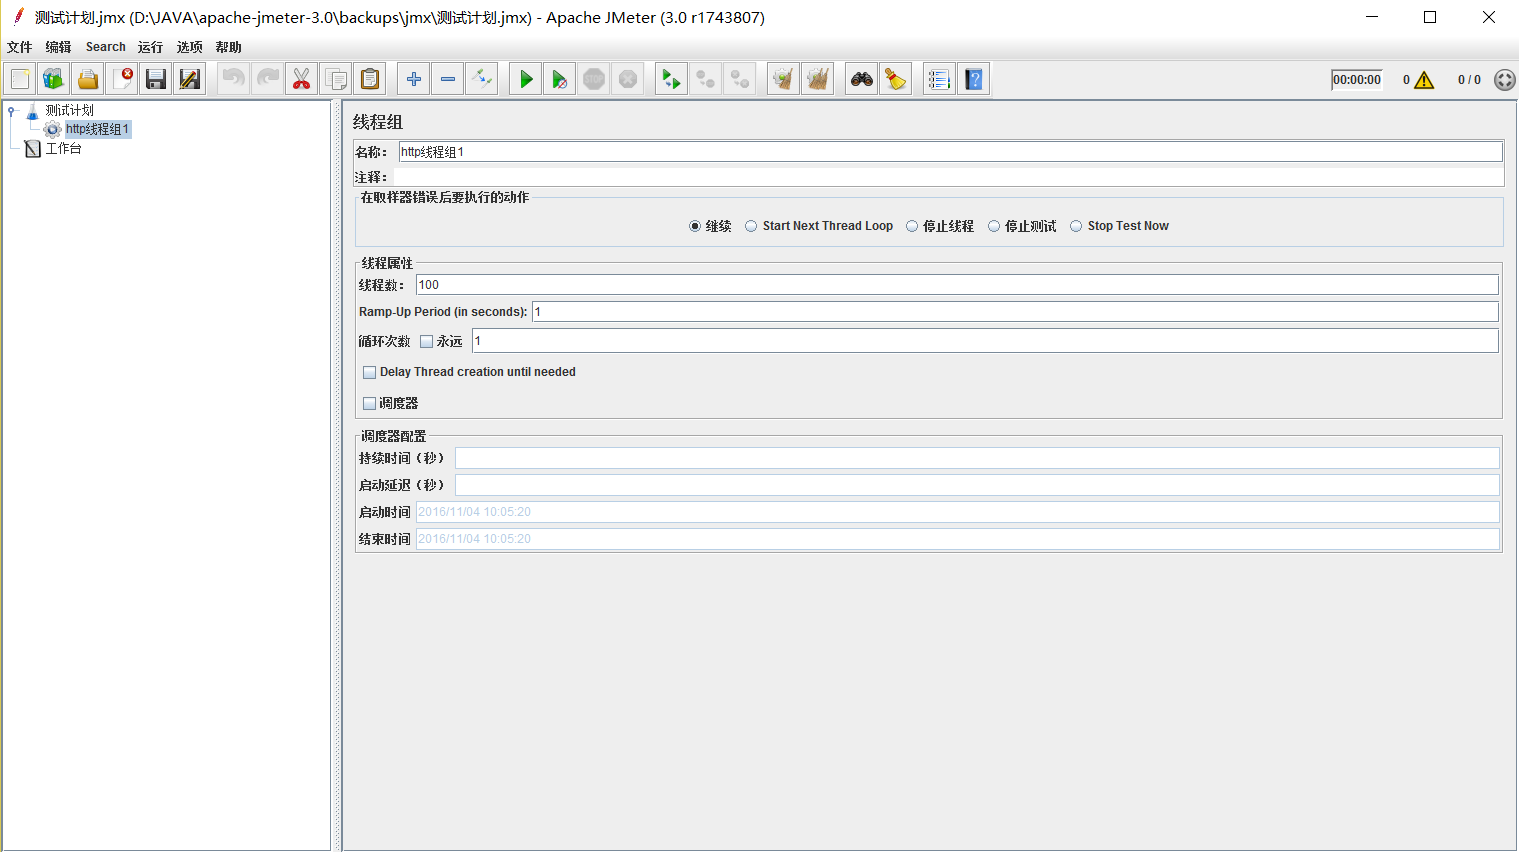 测试计划.jmx (D:\JAVA\apache-jmeter-3.0\backups\jmx\测试计划.jmx) - Apache JMeter (3.0 r1743807)
文件 编辑 Search 运行 选项 帮助
STOP 00:00:00 0 0 / 0
测试计划
http线程组1
工作台
线程组
名称： http线程组1
注释：
在取样器错误后要执行的动作
继续 Start Next Thread Loop 停止线程 停止测试 Stop Test Now
线程属性
线程数： 100
Ramp-Up Period (in seconds): 1
循环次数 永远 1
Delay Thread creation until needed
调度器
调度器配置
持续时间（秒）
启动延迟（秒）
启动时间 2016/11/04 10:05:20
结束时间 2016/11/04 10:05:20